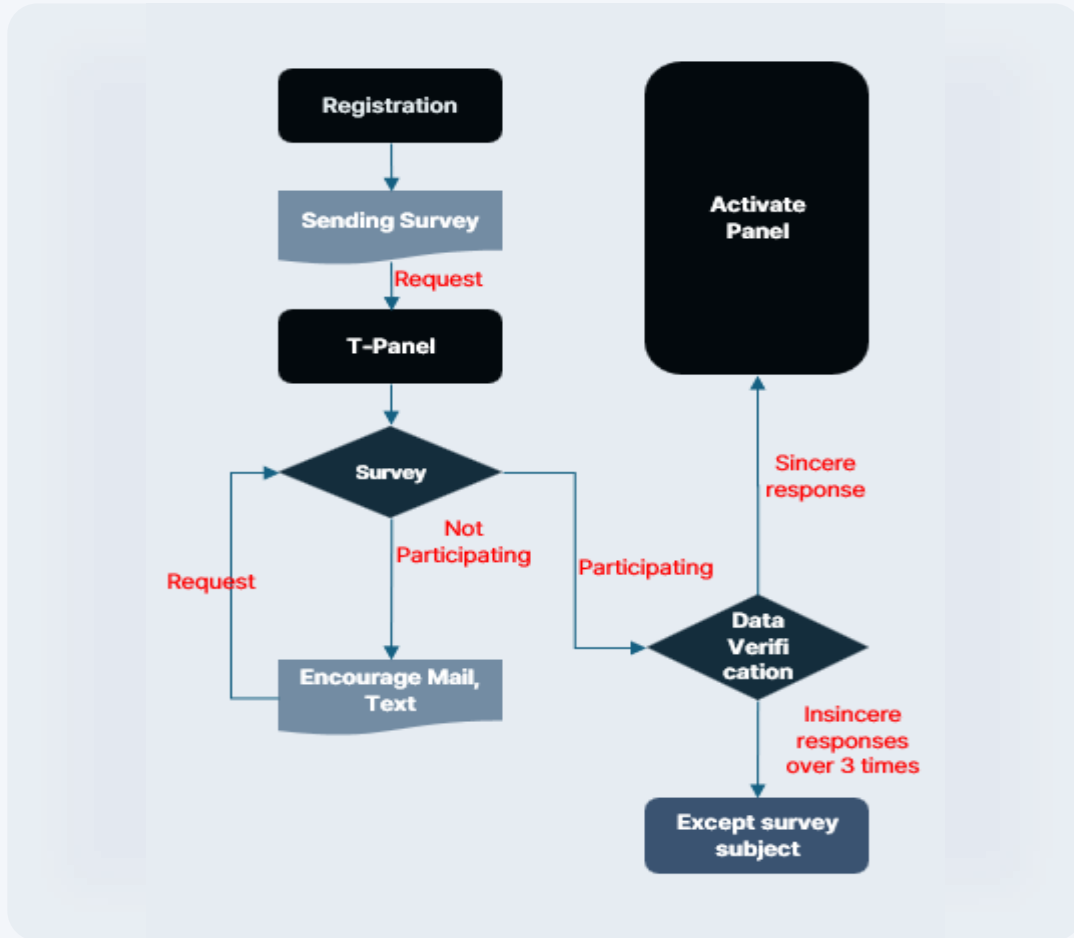 Registration
Sending Survey
Request
T-Panel
Survey
Not
Participating
Request
Encourage Mail,
Text
Participating
Activate
Panel
Sincere
response
Data
Verifi
cation
Insincere
responses
over 3 times
Except survey
subject